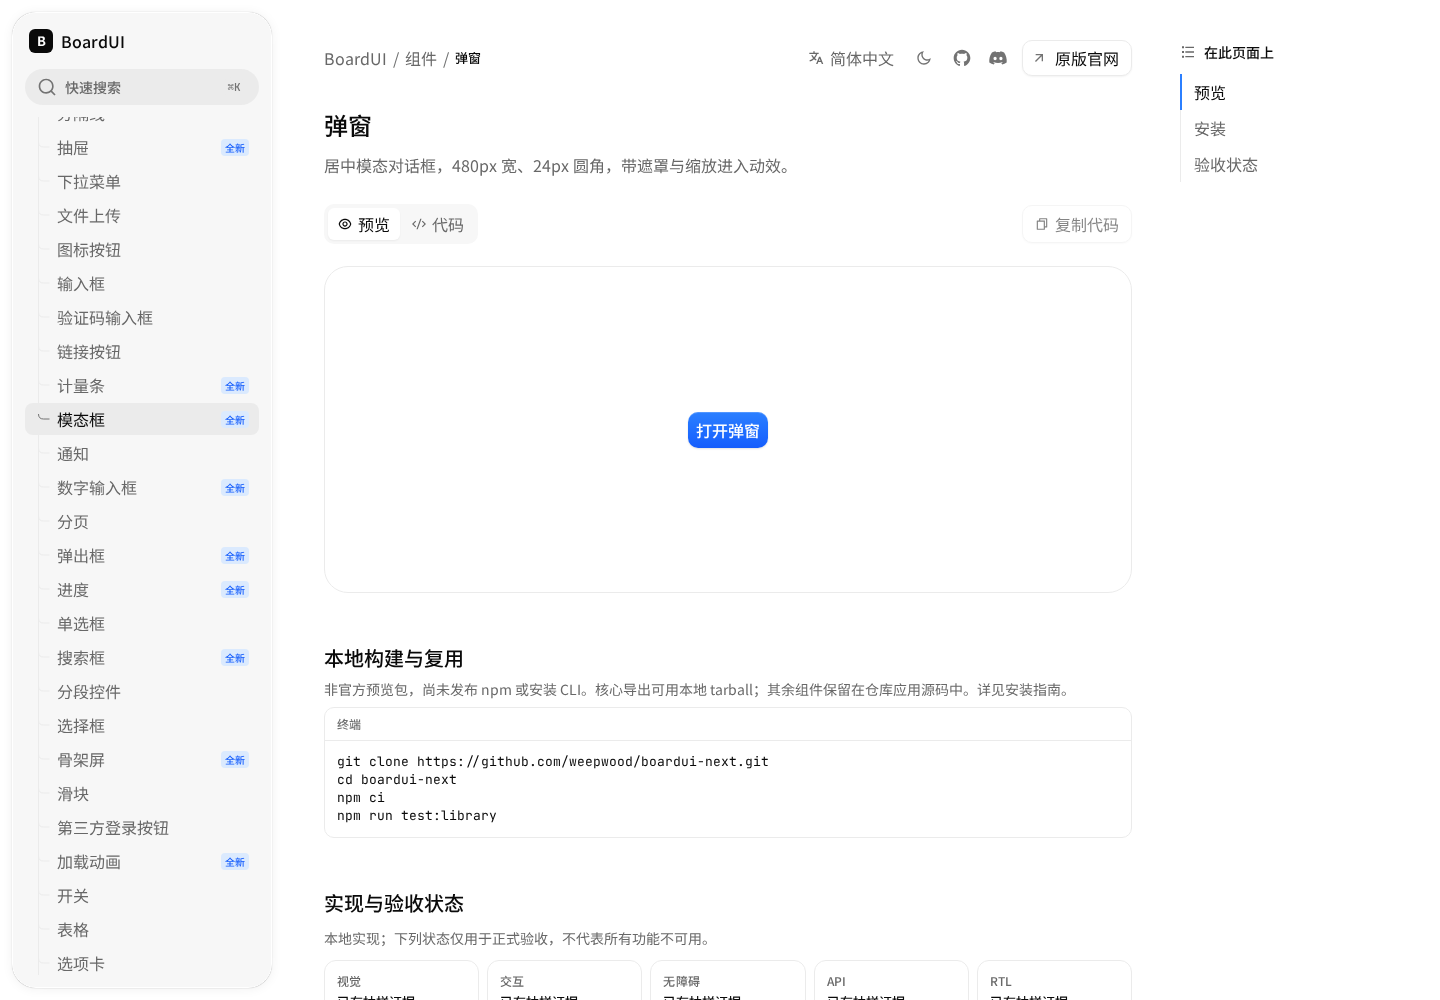 BoardUI
快速搜索 ⌘K
抽屉 全新
下拉菜单
文件上传
图标按钮
输入框
验证码输入框
链接按钮
计量条 全新
模态框 全新
通知
数字输入框 全新
分页
弹出框 全新
进度 全新
单选框
搜索框 全新
分段控件
选择框
骨架屏 全新
滑块
第三方登录按钮
加载动画 全新
开关
表格
选项卡
BoardUI / 组件 / 弹窗
简体中文
原版官网
弹窗
居中模态对话框，480px 宽、24px 圆角，带遮罩与缩放进入动效。
预览 代码
复制代码
打开弹窗
本地构建与复用
非官方预览包，尚未发布 npm 或安装 CLI。核心导出可用本地 tarball；其余组件保留在仓库应用源码中。详见安装指南。
终端
git clone https://github.com/weepwood/boardui-next.git
cd boardui-next
npm ci
npm run test:library
实现与验收状态
本地实现；下列状态仅用于正式验收，不代表所有功能不可用。
视觉
交互
无障碍
API
RTL
在此页面上
预览
安装
验收状态